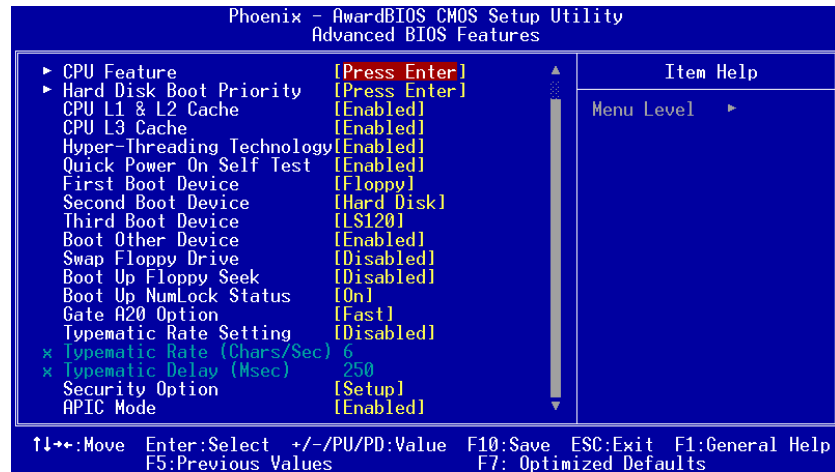 Phoenix - AwardBIOS CMOS Setup Utility
Advanced BIOS Features
► CPU Feature [Press Enter]
► Hard Disk Boot Priority [Press Enter]
CPU L1 & L2 Cache [Enabled]
CPU L3 Cache [Enabled]
Hyper-Threading Technology[Enabled]
Quick Power On Self Test [Enabled]
First Boot Device [Floppy]
Second Boot Device [Hard Disk]
Third Boot Device [LS120]
Boot Other Device [Enabled]
Swap Floppy Drive [Disabled]
Boot Up Floppy Seek [Disabled]
Boot Up NumLock Status [On]
Gate A20 Option [Fast]
Typematic Rate Setting [Disabled]
x Typematic Rate (Chars/Sec) 6
x Typematic Delay (Msec) 250
Security Option [Setup]
APIC Mode [Enabled]
Item Help
Menu Level ►
↑↓→←:Move Enter:Select +/-/PU/PD:Value F10:Save ESC:Exit F1:General Help
F5:Previous Values F7: Optimized Defaults